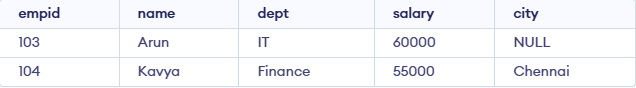 empid name dept salary city
103 Arun IT 60000 NULL
104 Kavya Finance 55000 Chennai